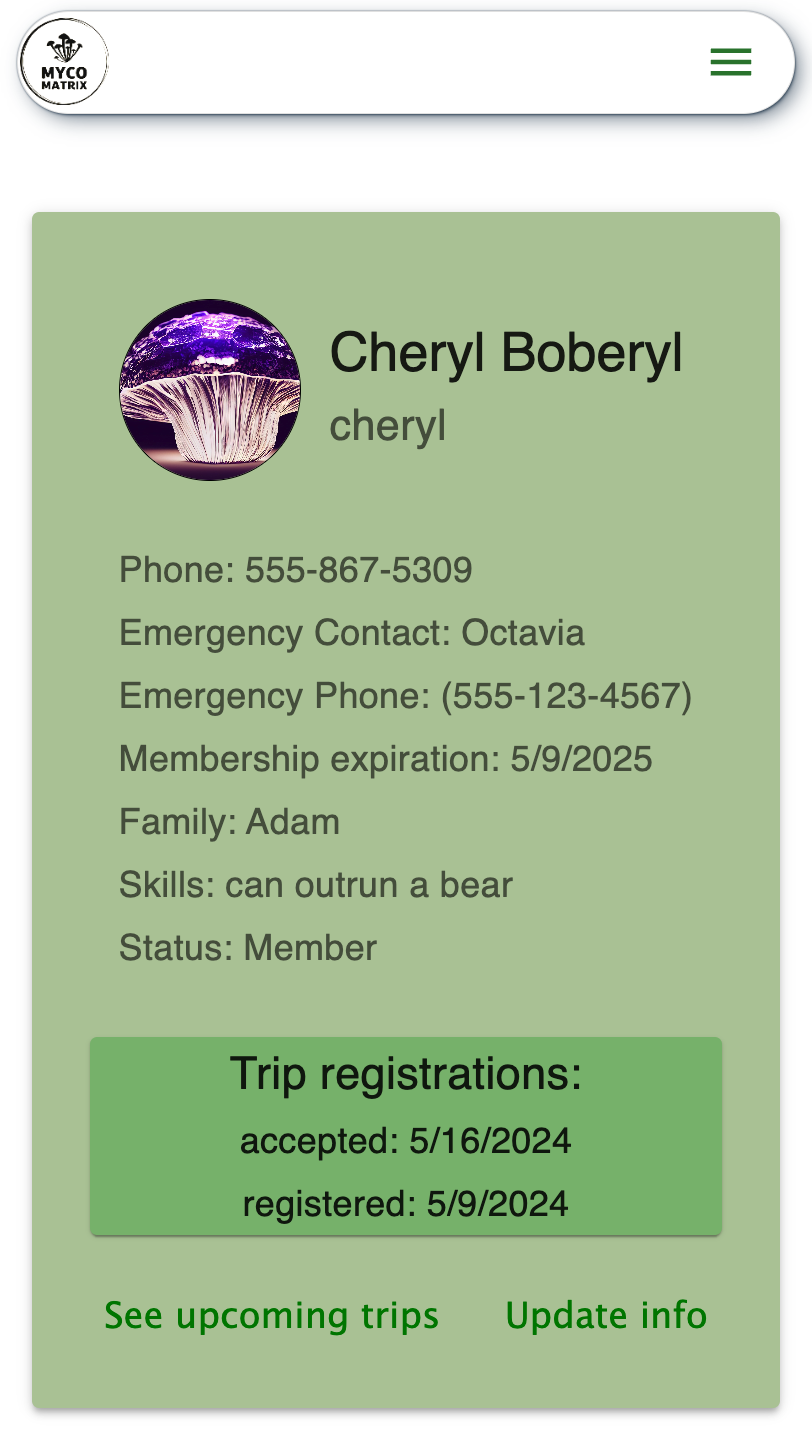 MYCO
MATRIX
Cheryl Boberyl
cheryl
Phone: 555-867-5309
Emergency Contact: Octavia
Emergency Phone: (555-123-4567)
Membership expiration: 5/9/2025
Family: Adam
Skills: can outrun a bear
Status: Member
Trip registrations:
accepted: 5/16/2024
registered: 5/9/2024
See upcoming trips
Update info